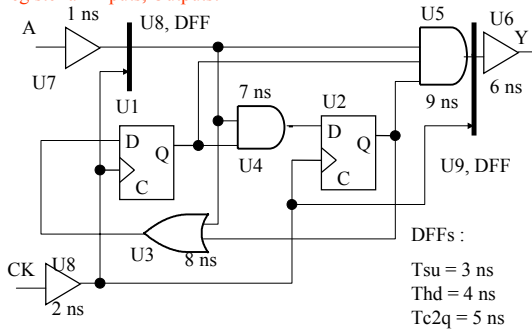 A
1 ns
U8, DFF
U5
U6
Y
U7
U1
7 ns
U2
9 ns
6 ns
D
Q
C
U4
D
Q
C
U9, DFF
U3
8 ns
DFFs :
CK
U8
2 ns
Tsu = 3 ns
Thd = 4 ns
Tc2q = 5 ns